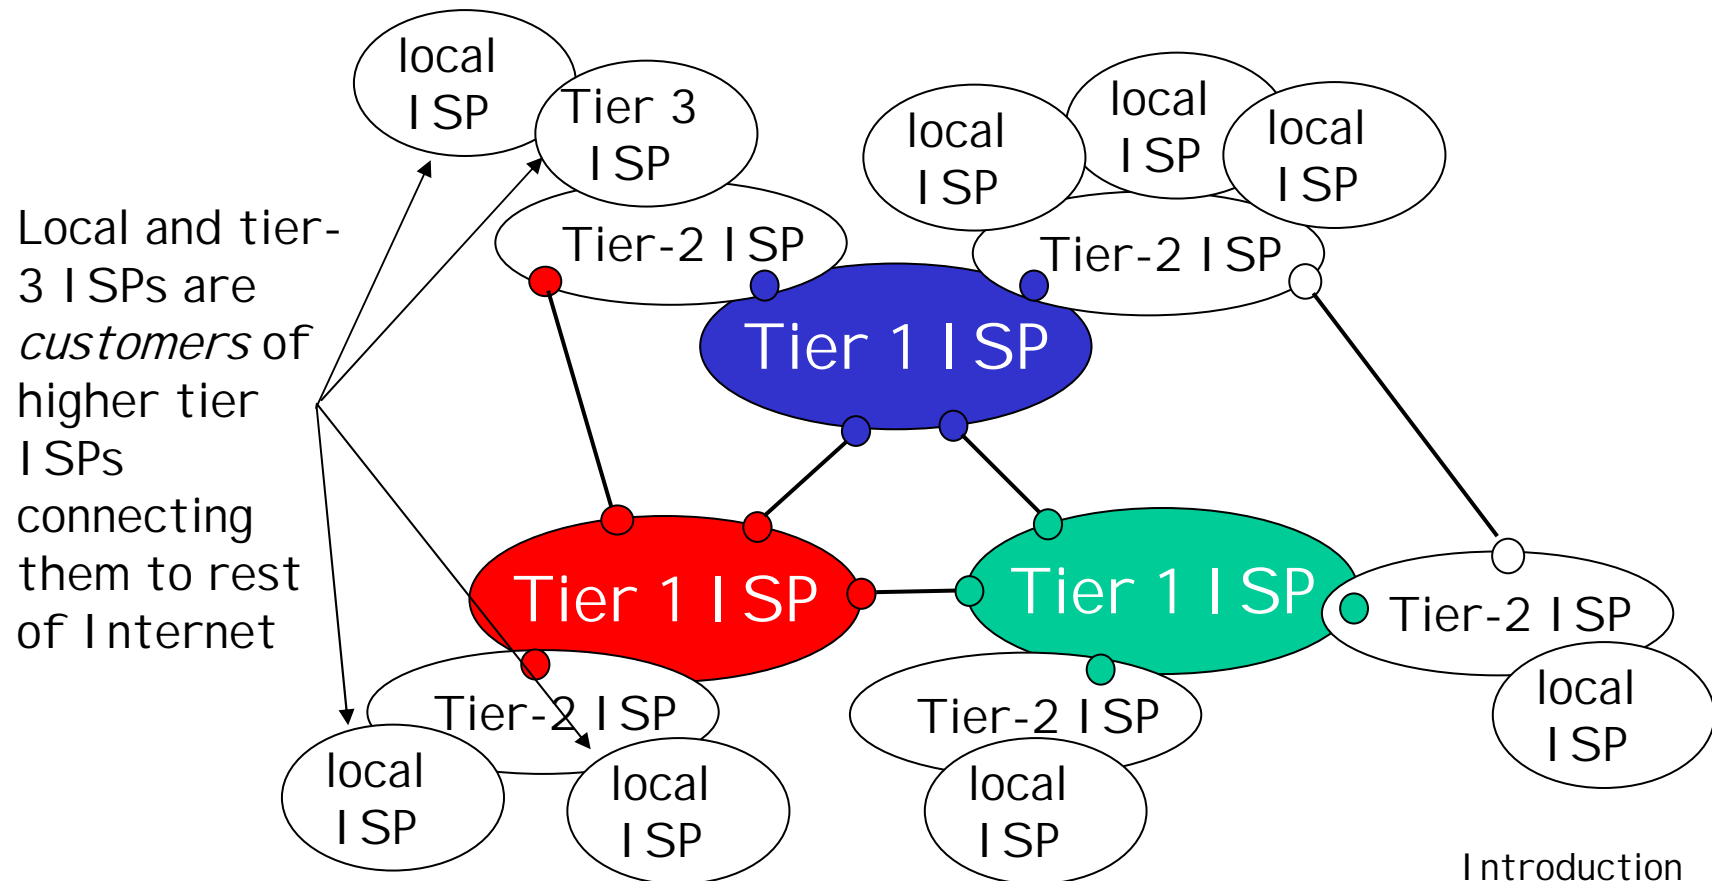 local
ISP
Tier 3
ISP
local
ISP
local
ISP
local
ISP
Local and tier-
3 ISPs are
customers of
higher tier
ISPs
connecting
them to rest
of Internet
Tier-2 ISP
Tier-2 ISP
Tier 1 ISP
Tier 1 ISP
Tier 1 ISP
Tier-2 ISP
Tier-2 ISP
Tier-2 ISP
local
ISP
local
ISP
local
ISP
local
ISP
Introduction